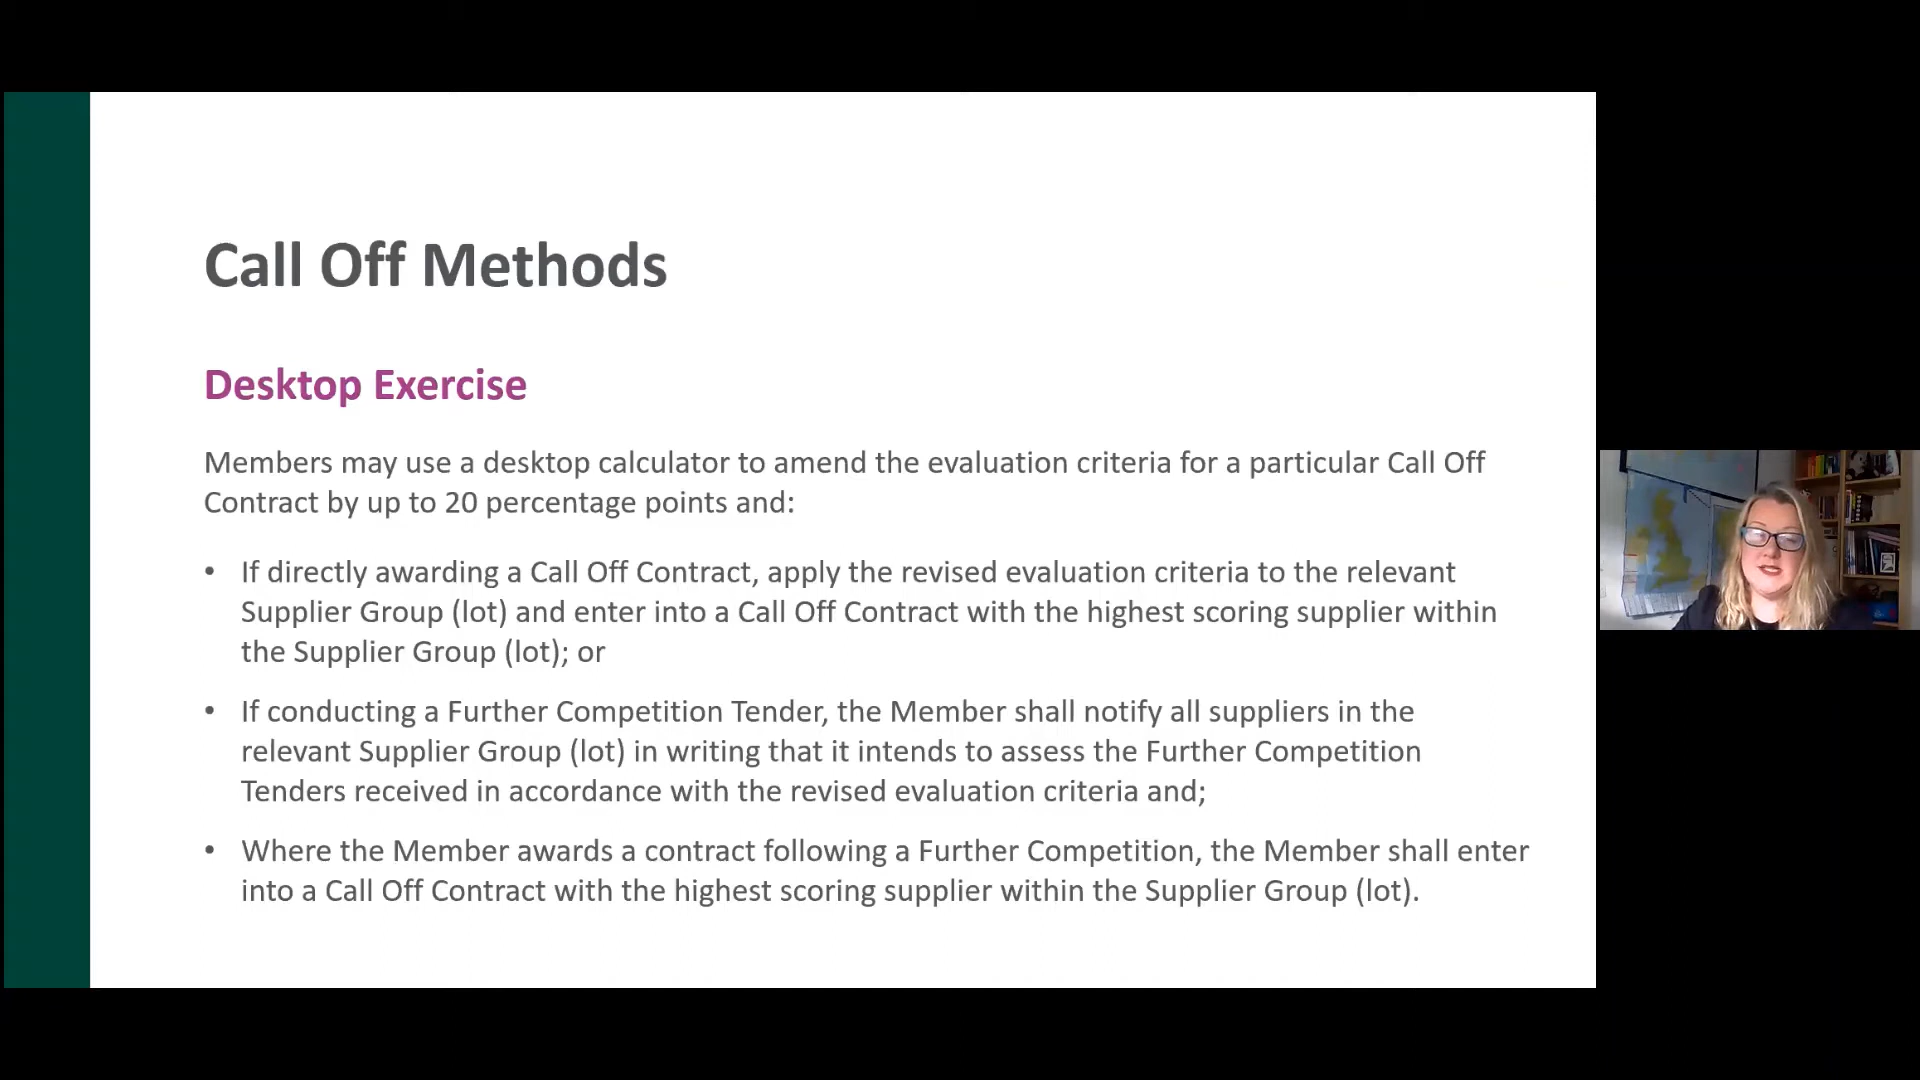 Call Off Methods
Desktop Exercise
Members may use a desktop calculator to amend the evaluation criteria for a particular Call Off
Contract by up to 20 percentage points and:
• If directly awarding a Call Off Contract, apply the revised evaluation criteria to the relevant
Supplier Group (lot) and enter into a Call Off Contract with the highest scoring supplier within
the Supplier Group (lot); or
• If conducting a Further Competition Tender, the Member shall notify all suppliers in the
relevant Supplier Group (lot) in writing that it intends to assess the Further Competition
Tenders received in accordance with the revised evaluation criteria and;
• Where the Member awards a contract following a Further Competition, the Member shall enter
into a Call Off Contract with the highest scoring supplier within the Supplier Group (lot).